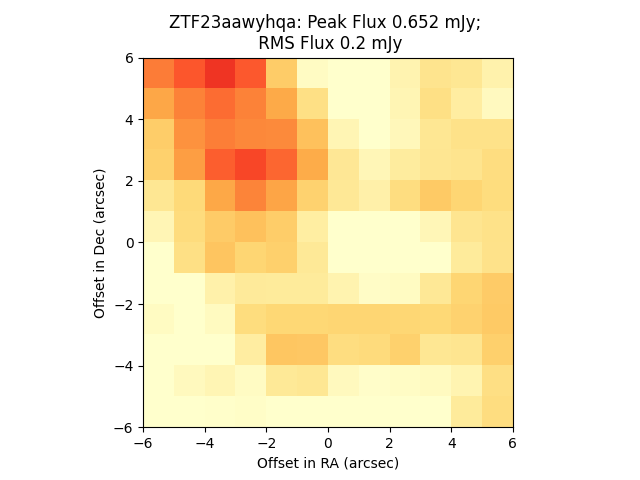 ZTF23aawyhqa: Peak Flux 0.652 mJy;
RMS Flux 0.2 mJy
6
4
2
0
−2
−4
−6
Offset in Dec (arcsec)
−6 −4 −2 0 2 4 6
Offset in RA (arcsec)